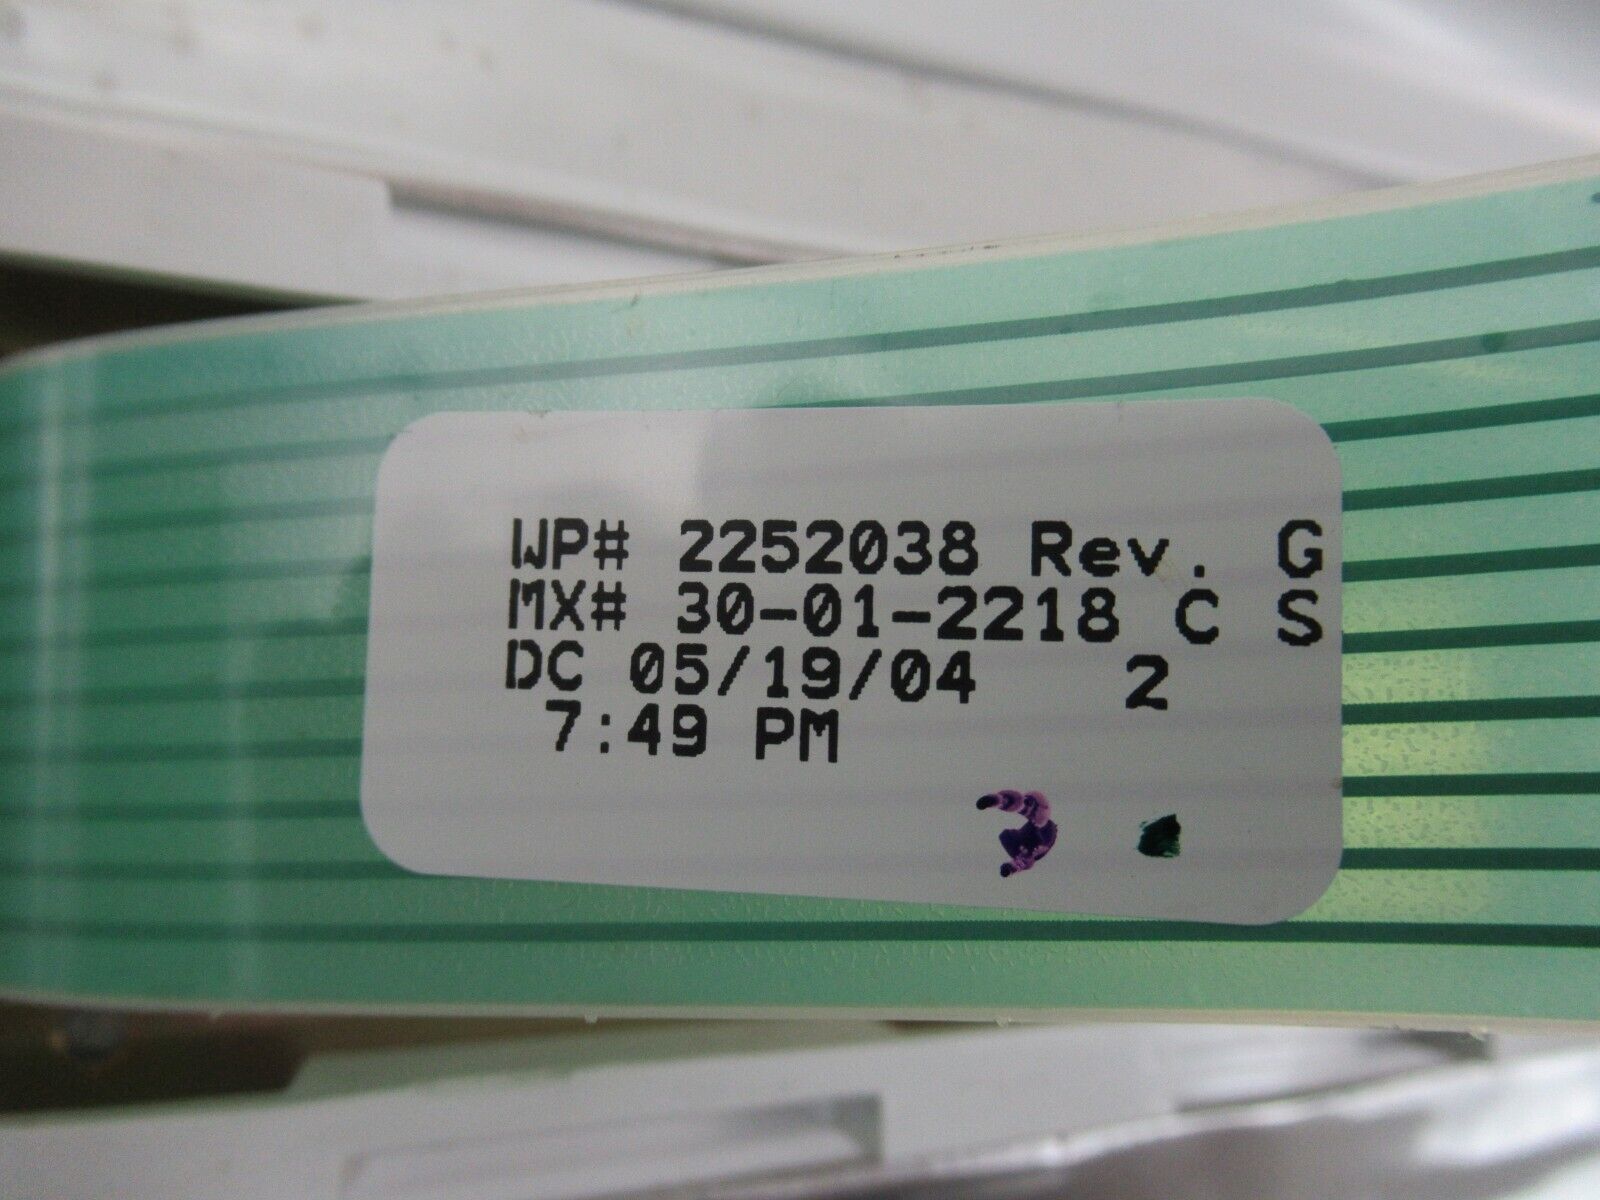 WP# 2252038 Rev. G
MX# 30-01-2218 C S
DC 05/19/04 2
7:49 PM